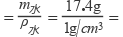 = m水/ρ水 = 17.4g/1g/cm³ =